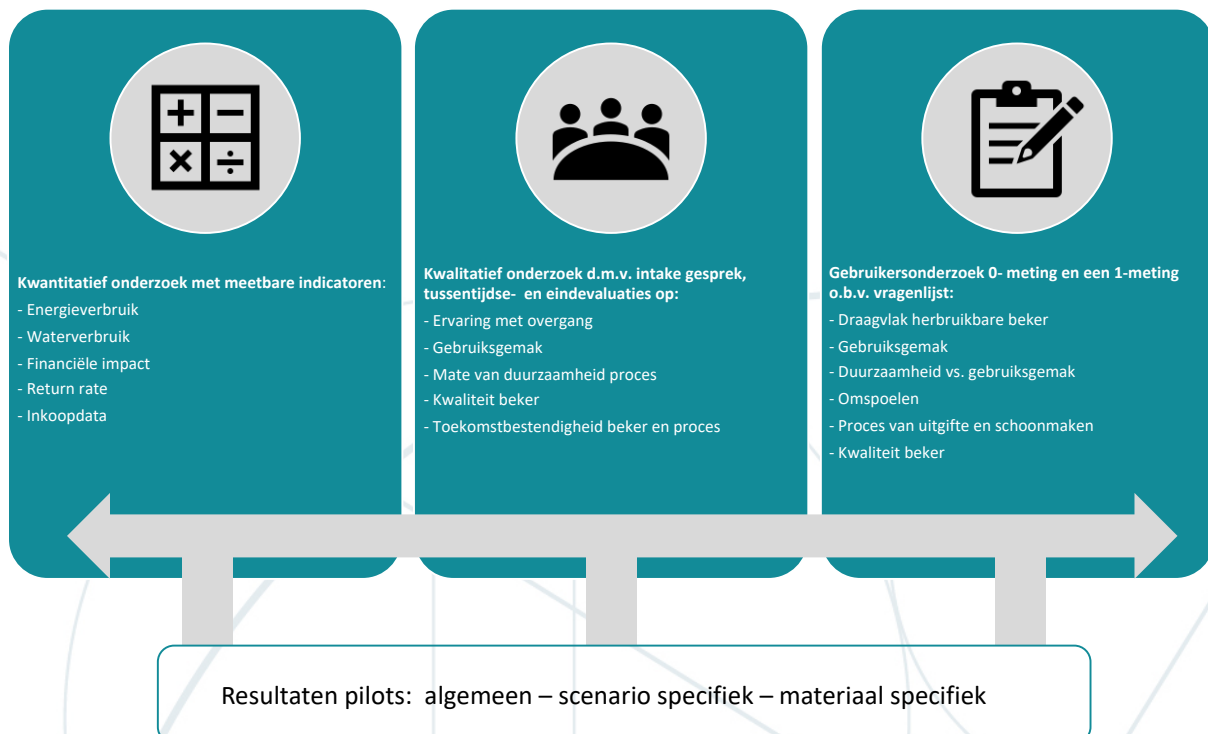 Kwantitatief onderzoek met meetbare indicatoren:
- Energieverbruik
- Waterverbruik
- Financiële impact
- Return rate
- Inkoopdata
Kwalitatief onderzoek d.m.v. intake gesprek,
tussentijdse- en eindevaluaties op:
- Ervaring met overgang
- Gebruiksgemak
- Mate van duurzaamheid proces
- Kwaliteit beker
- Toekomstbestendigheid beker en proces
Gebruikersonderzoek 0- meting en een 1-meting
o.b.v. vragenlijst:
- Draagvlak herbruikbare beker
- Gebruiksgemak
- Duurzaamheid vs. gebruiksgemak
- Omspoelen
- Proces van uitgifte en schoonmaken
- Kwaliteit beker
Resultaten pilots: algemeen – scenario specifiek – materiaal specifiek